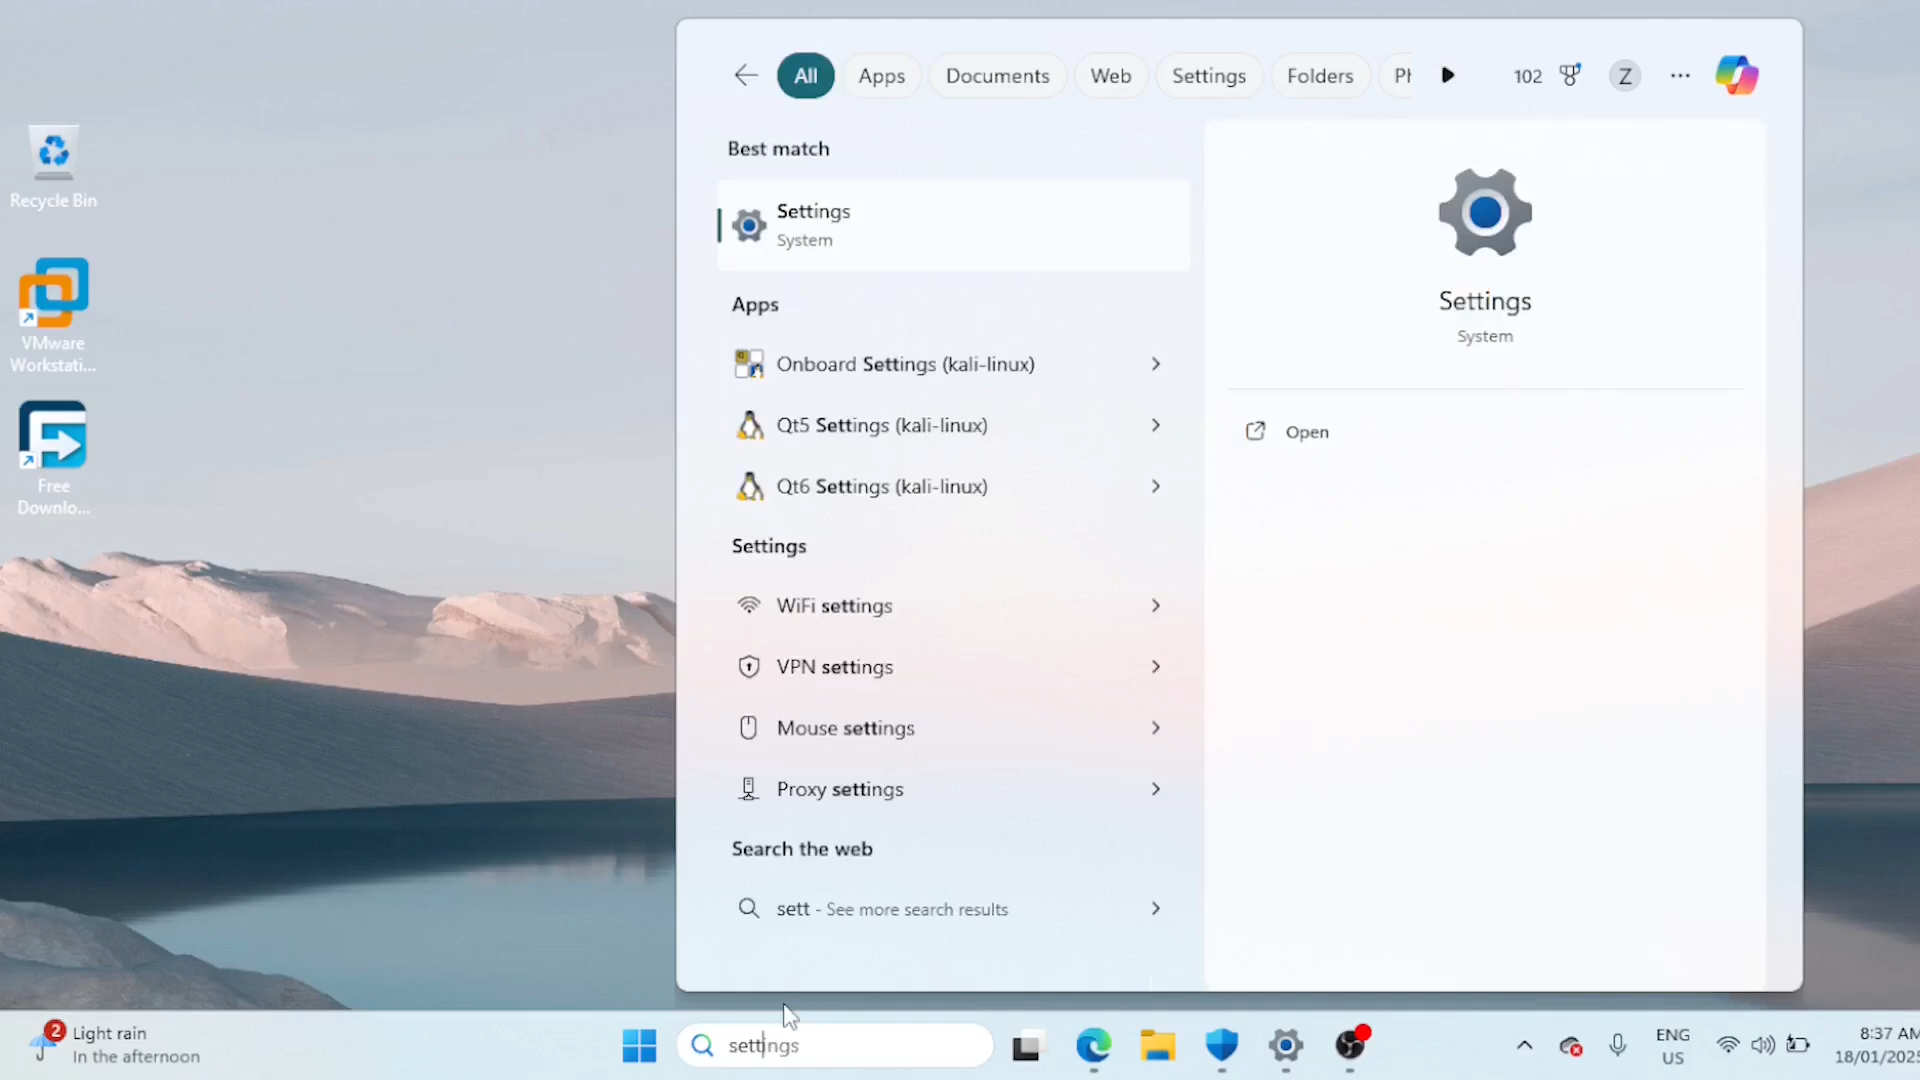 All
Apps
Documents
Web
Settings
Folders
102
Z
...
Best match
Settings
System
Apps
Onboard Settings (kali-linux)
Qt5 Settings (kali-linux)
Qt6 Settings (kali-linux)
Settings
WiFi settings
VPN settings
Mouse settings
Proxy settings
Search the web
sett - See more search results
Settings
System
Open
Recycle Bin
VMware
Workstati...
Free
Downlo...
2
Light rain
In the afternoon
settings
ENG
US
8:37 AM
18/01/2025